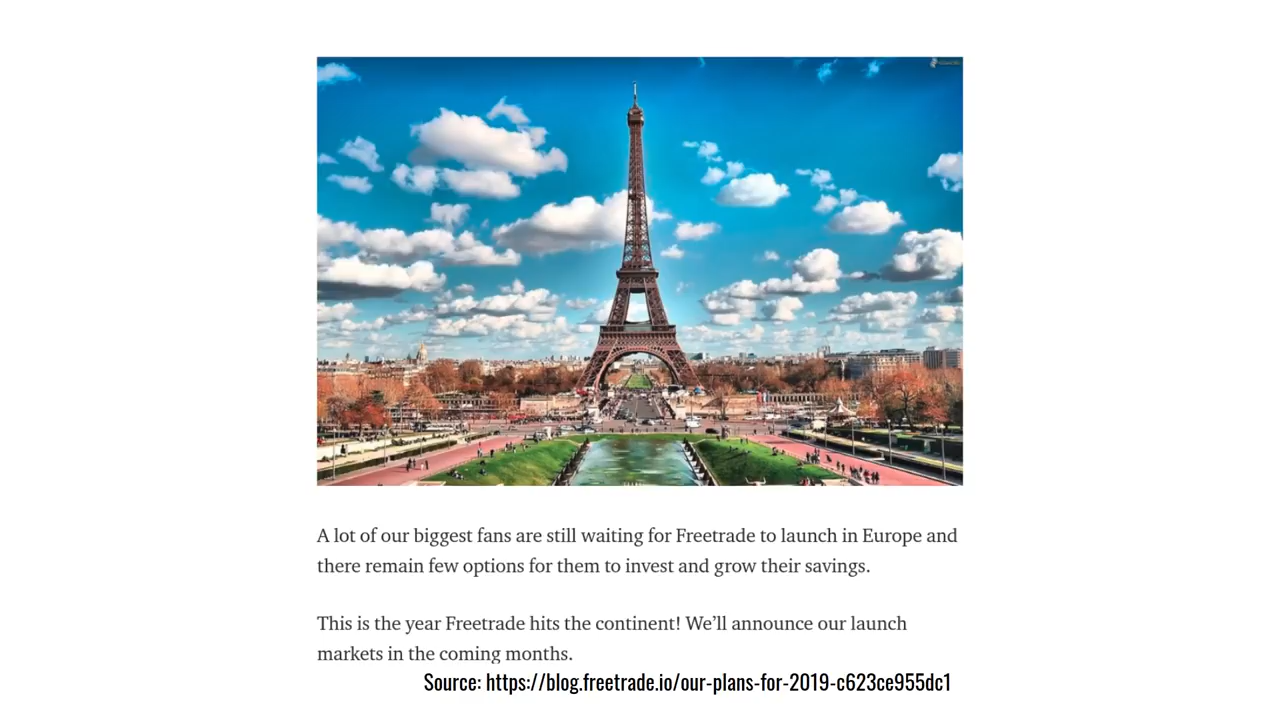 A lot of our biggest fans are still waiting for Freetrade to launch in Europe and
there remain few options for them to invest and grow their savings.
This is the year Freetrade hits the continent! We’ll announce our launch
markets in the coming months.
Source: https://blog.freetrade.io/our-plans-for-2019-c623ce955dc1